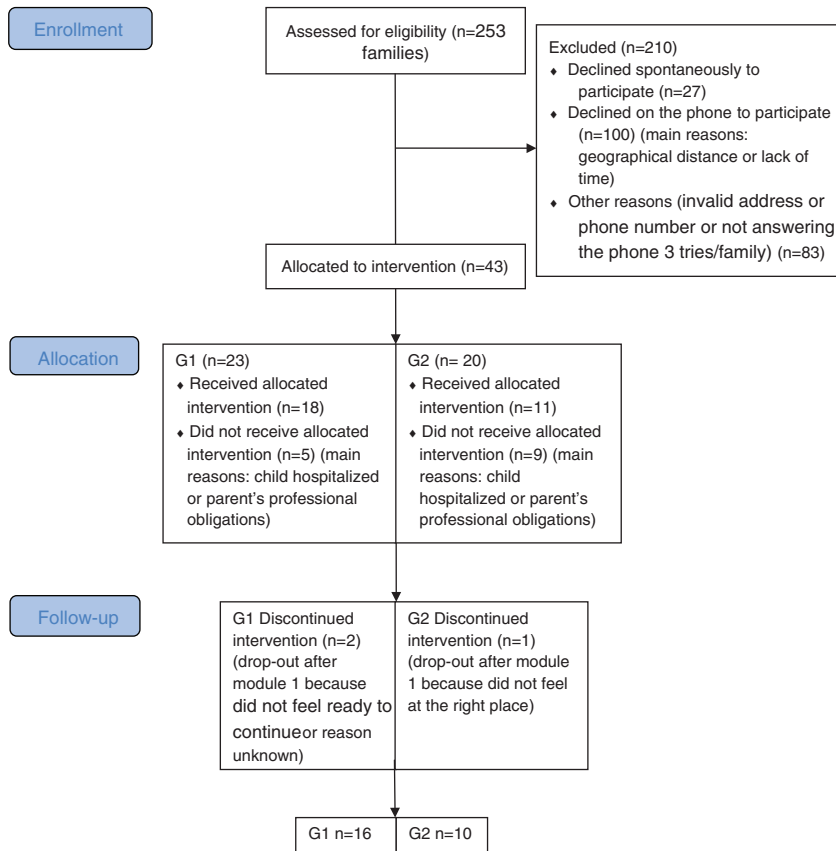 Enrollment
Assessed for eligibility (n=253
families)
Excluded (n=210)
♦ Declined spontaneously to
participate (n=27)
♦ Declined on the phone to participate
(n=100) (main reasons:
geographical distance or lack of
time)
♦ Other reasons (invalid address or
phone number or not answering
the phone 3 tries/family) (n=83)
Allocated to intervention (n=43)
Allocation
G1 (n=23)
♦ Received allocated
intervention (n=18)
♦ Did not receive allocated
intervention (n=5) (main
reasons: child hospitalized
or parent's professional
obligations)
G2 (n= 20)
♦ Received allocated
intervention (n=11)
♦ Did not receive allocated
intervention (n=9) (main
reasons: child
hospitalized or parent's
professional obligations)
Follow-up
G1 Discontinued
intervention (n=2)
(drop-out after
module 1 because
did not feel ready to
continue or reason
unknown)
G2 Discontinued
intervention (n=1)
(drop-out after module
1 because did not feel
at the right place)
G1 n=16
G2 n=10